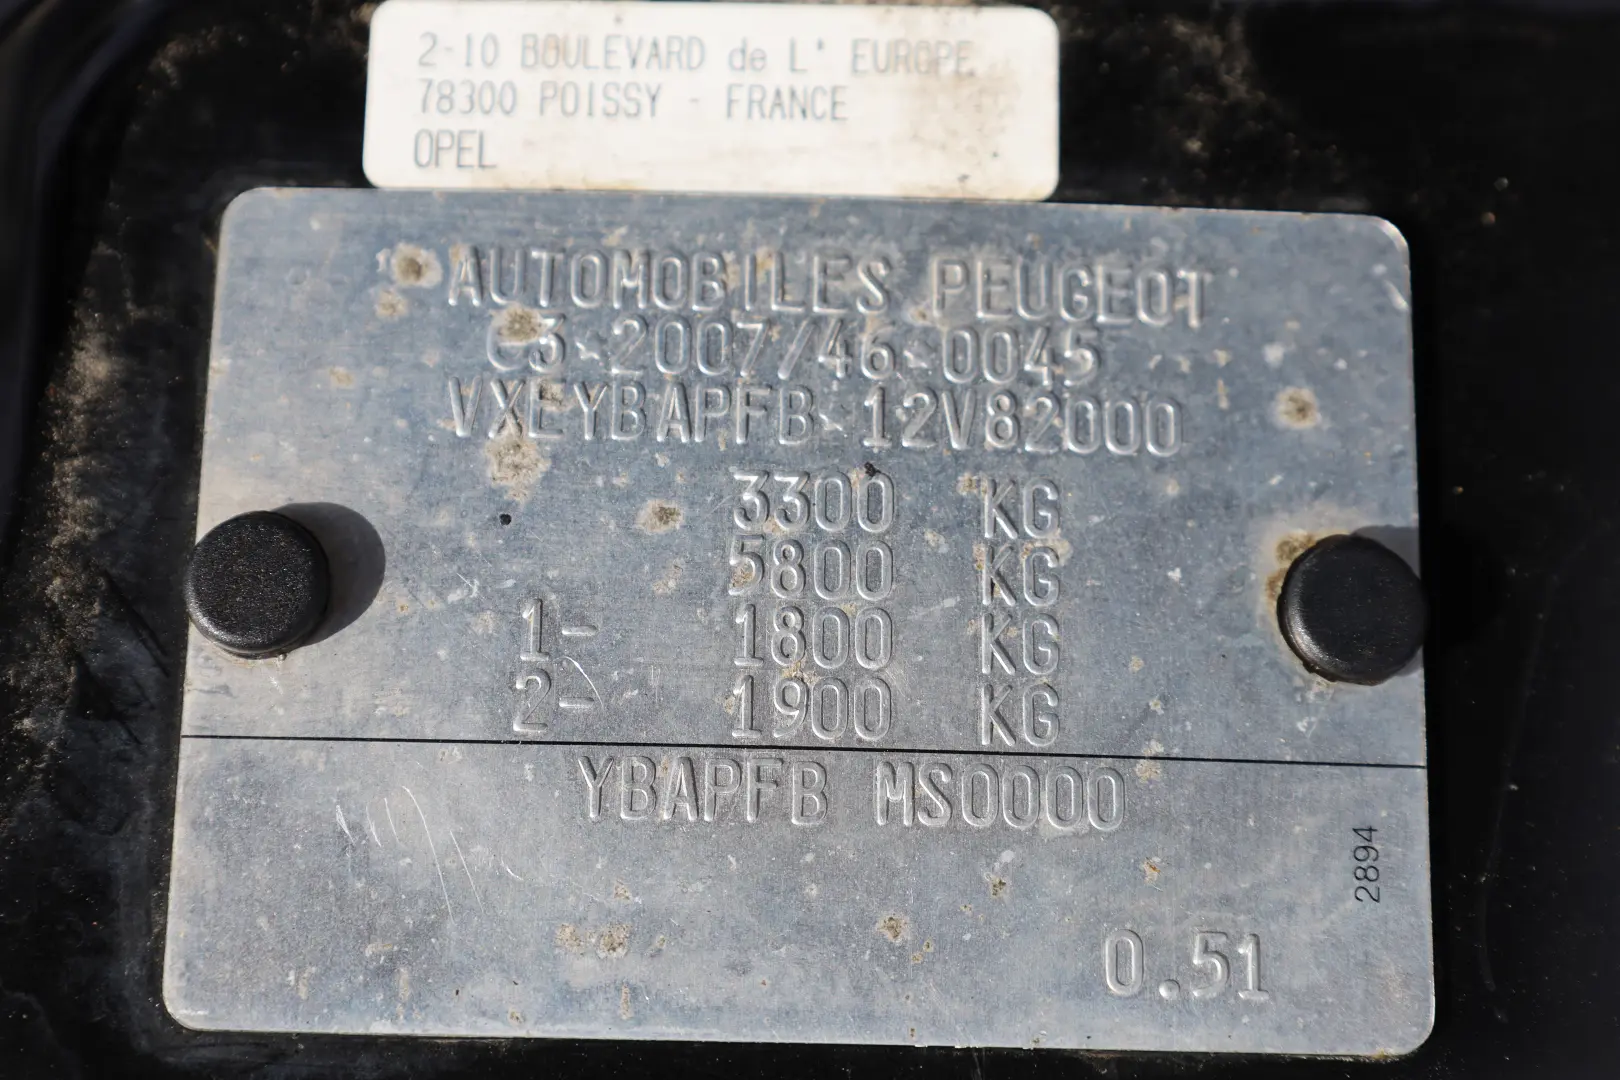 2-10 BOULEVARD de L' EUROPE
78300 POISSY - FRANCE
OPEL
AUTOMOBILES PEUGEOT
e3*2007/46*0045
VXEYBAPFB-12V82000
3300 KG
5800 KG
1- 1800 KG
2- 1900 KG
YBAPFB MS0000
2894
0.51